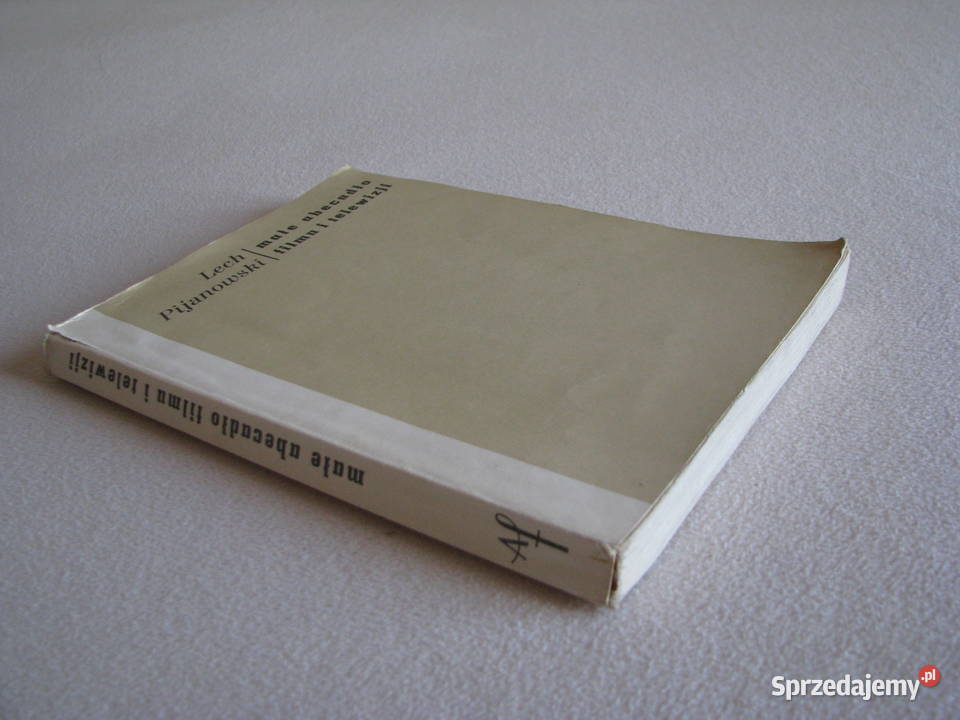 Lech
Pijanowski
małe abecadło
filmu i telewizji
małe abecadło filmu i telewizji
Sprzedajemy.pl